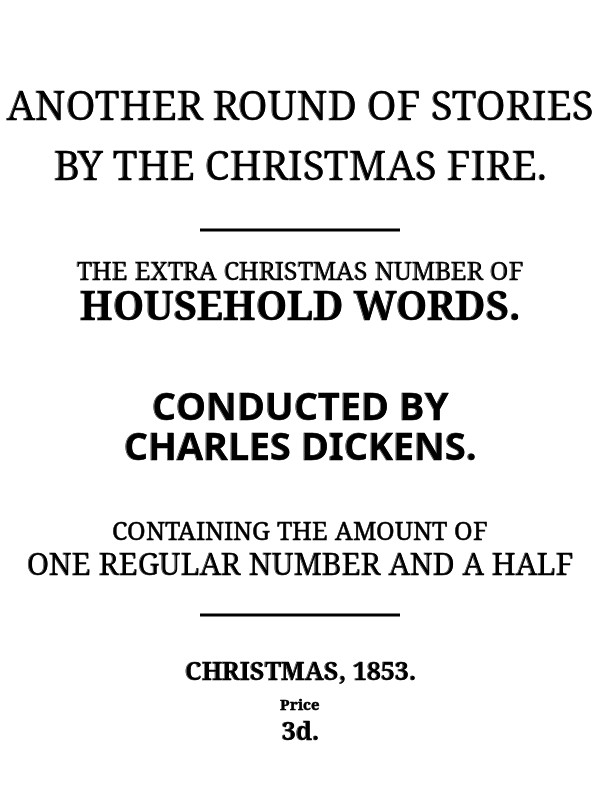 ANOTHER ROUND OF STORIES
BY THE CHRISTMAS FIRE.
THE EXTRA CHRISTMAS NUMBER OF
HOUSEHOLD WORDS.
CONDUCTED BY
CHARLES DICKENS.
CONTAINING THE AMOUNT OF
ONE REGULAR NUMBER AND A HALF
CHRISTMAS, 1853.
Price
3d.